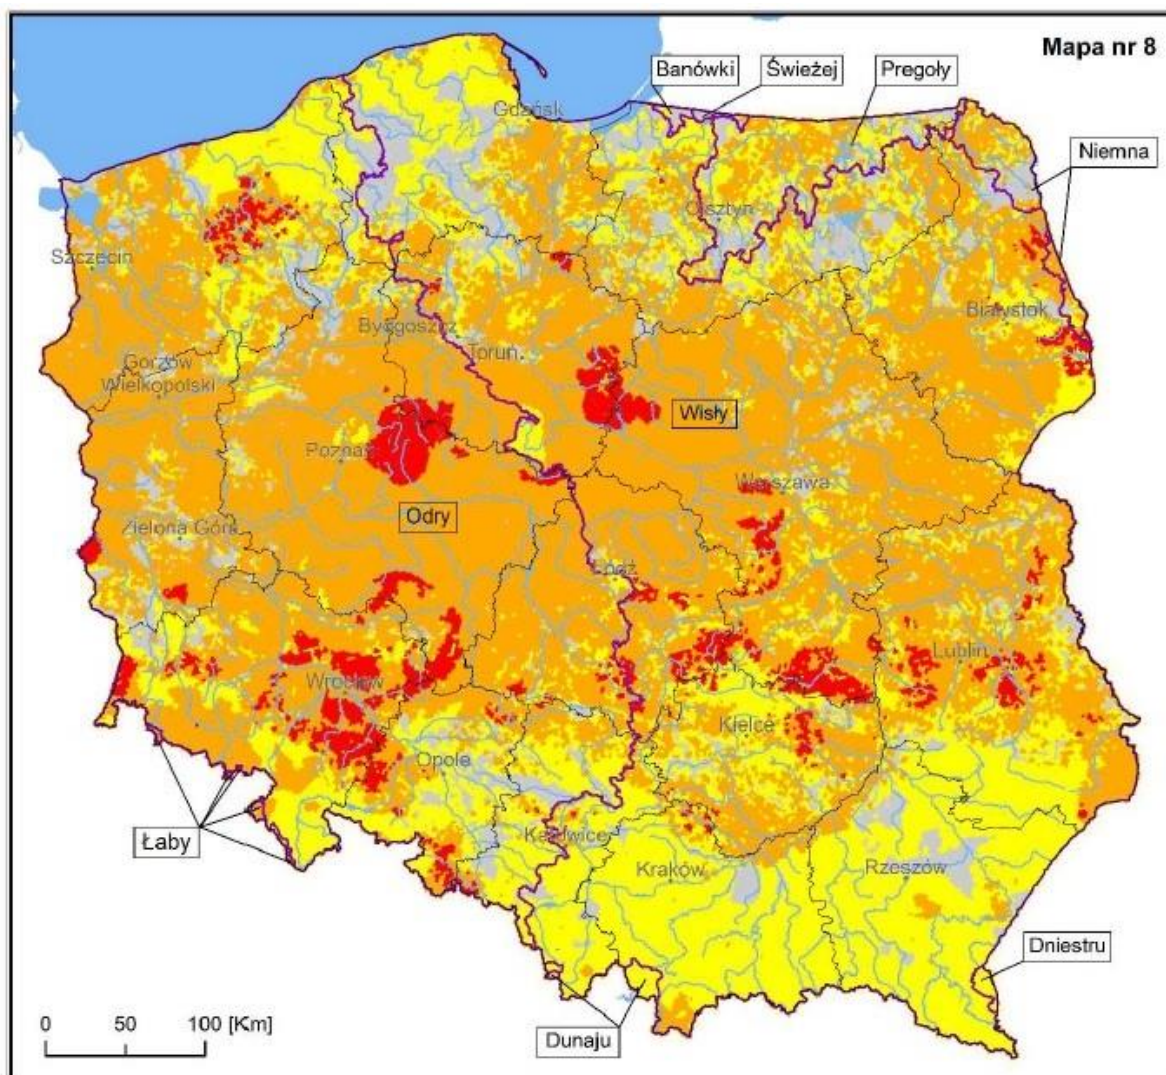 Mapa nr 8
Banówki
Świeżej
Pregoły
Gdańsk
Niemna
Olsztyn
Szczecin
Białystok
Bydgoszcz
Toruń
Gorzów
Wielkopolski
Wisły
Poznań
Warszawa
Odry
Zielona Góra
Łódź
Lublin
Wrocław
Kielce
Opole
Łaby
Katowice
Kraków
Rzeszów
Dniestru
0 50 100 [Km]
Dunaju